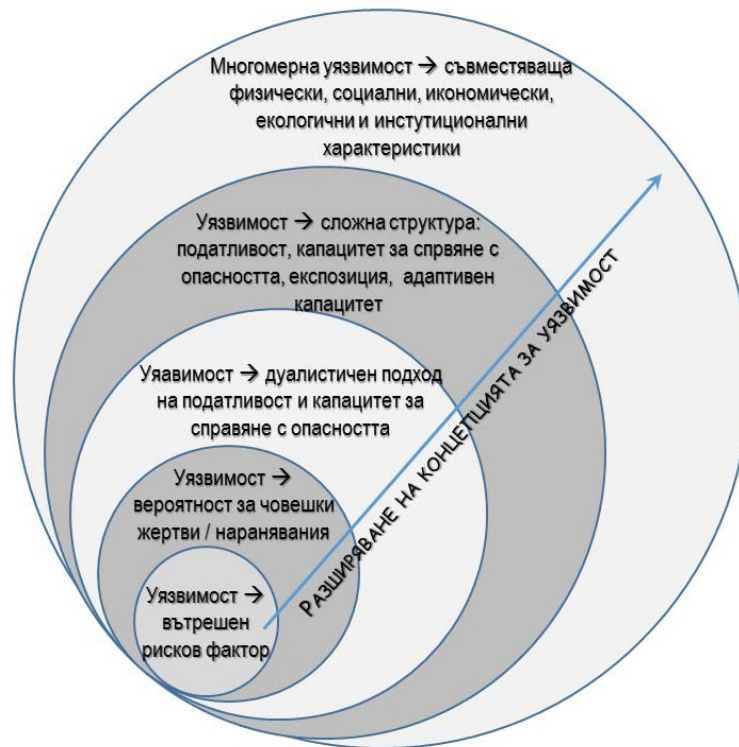 Многомерна уязвимост → съвместяваща
физически, социални, икономически,
екологични и инстутиционални
характеристики
Уязвимост → сложна структура:
податливост, капацитет за спрвяне с
опасността, експозиция, адаптивен
капацитет
Уяавимост → дуалистичен подход
на податливост и капацитет за
справяне с опасността
Уязвимост →
вероятност за човешки
жертви / наранявания
Уязвимост →
вътрешен
рисков фактор
РАЗШИРЯВАНЕ НА КОНЦЕПЦИЯТА ЗА УЯЗВИМОСТ